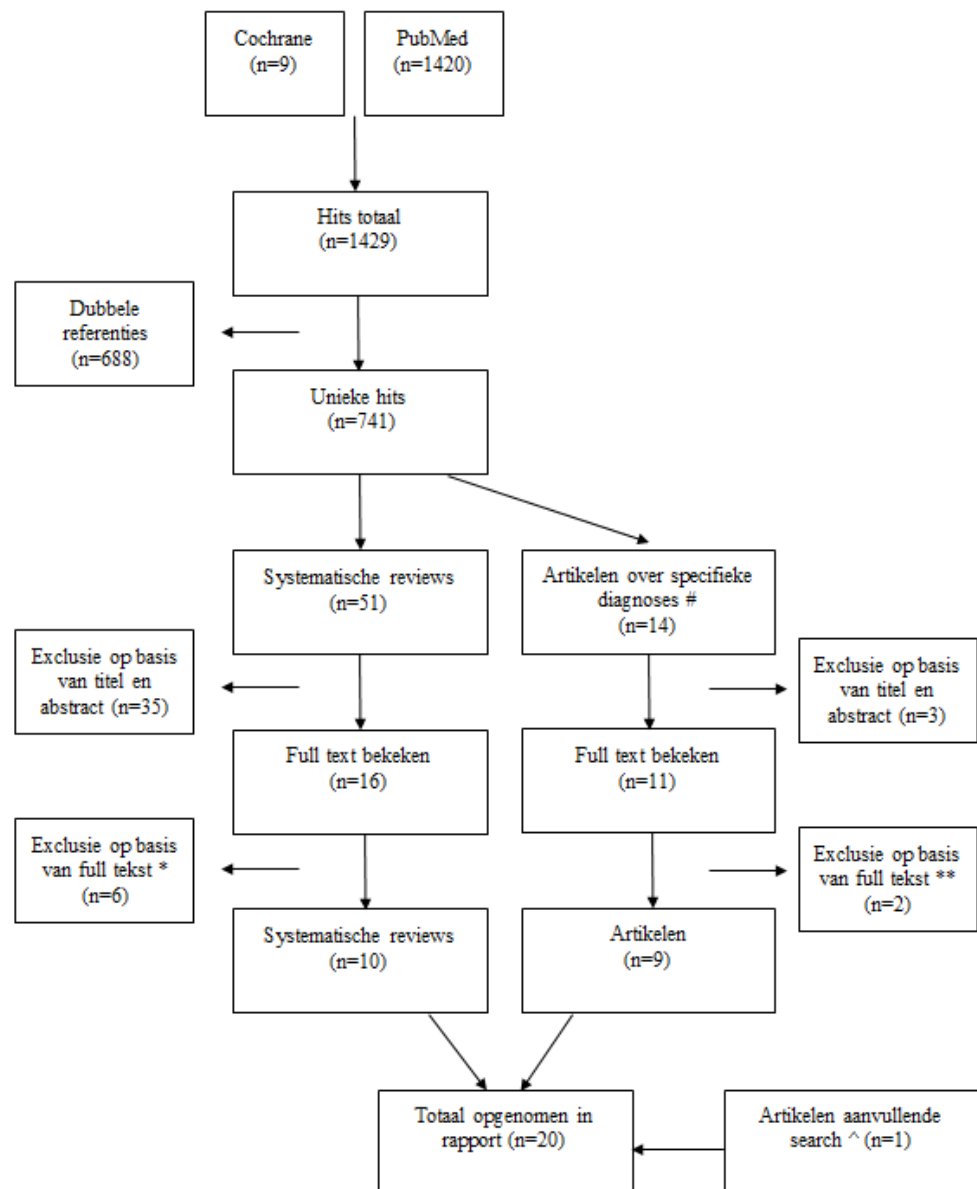 Cochrane
(n=9)
PubMed
(n=1420)
Hits totaal
(n=1429)
Dubbele
referenties
(n=688)
Unieke hits
(n=741)
Systematische reviews
(n=51)
Artikelen over specifieke
diagnoses #
(n=14)
Exclusie op basis
van titel en
abstract (n=35)
Exclusie op basis
van titel en
abstract (n=3)
Full text bekeken
(n=16)
Full text bekeken
(n=11)
Exclusie op basis
van full tekst *
(n=6)
Exclusie op basis
van full tekst **
(n=2)
Systematische reviews
(n=10)
Artikelen
(n=9)
Totaal opgenomen in
rapport (n=20)
Artikelen aanvullende
search ^ (n=1)